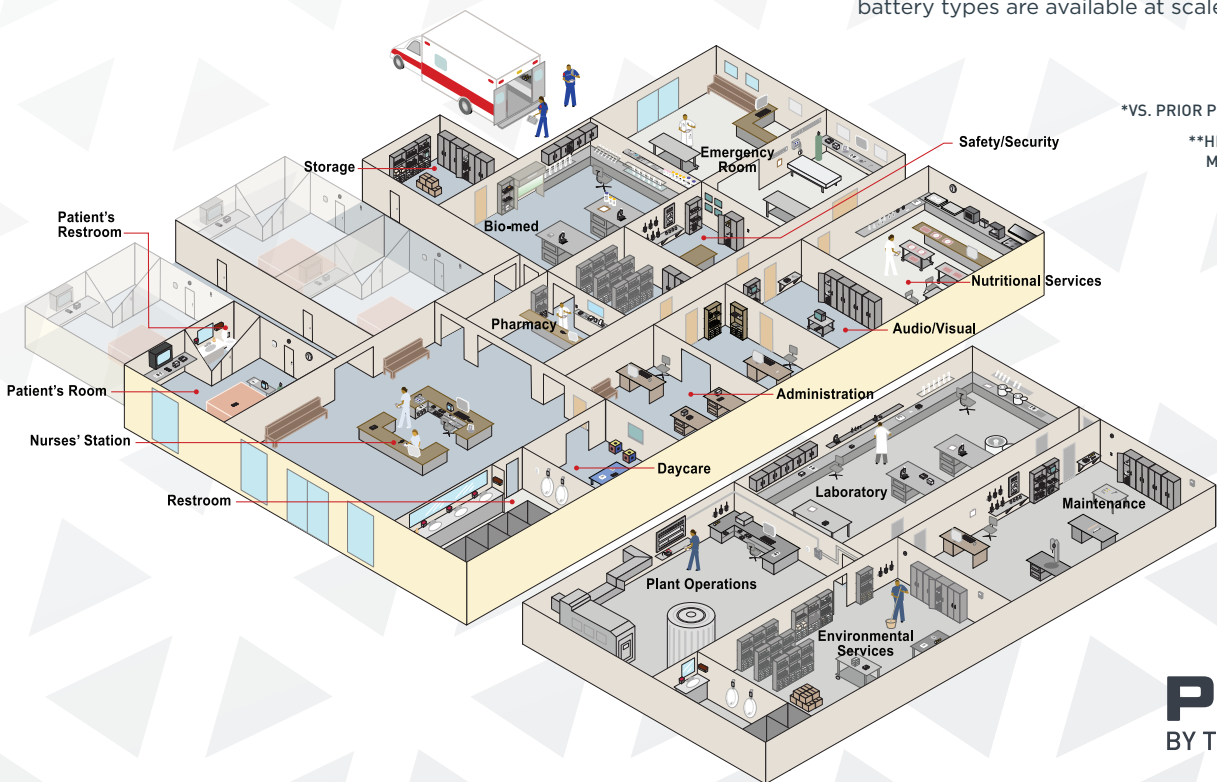 battery types are available at scale
*VS. PRIOR P
**HE
M
Safety/Security
Emergency
Room
Storage
Patient's
Restroom
Bio-med
Nutritional Services
Pharmacy
Audio/Visual
Patient's Room
Administration
Nurses' Station
Daycare
Restroom
Laboratory
Maintenance
Plant Operations
Environmental
Services
P
BY T